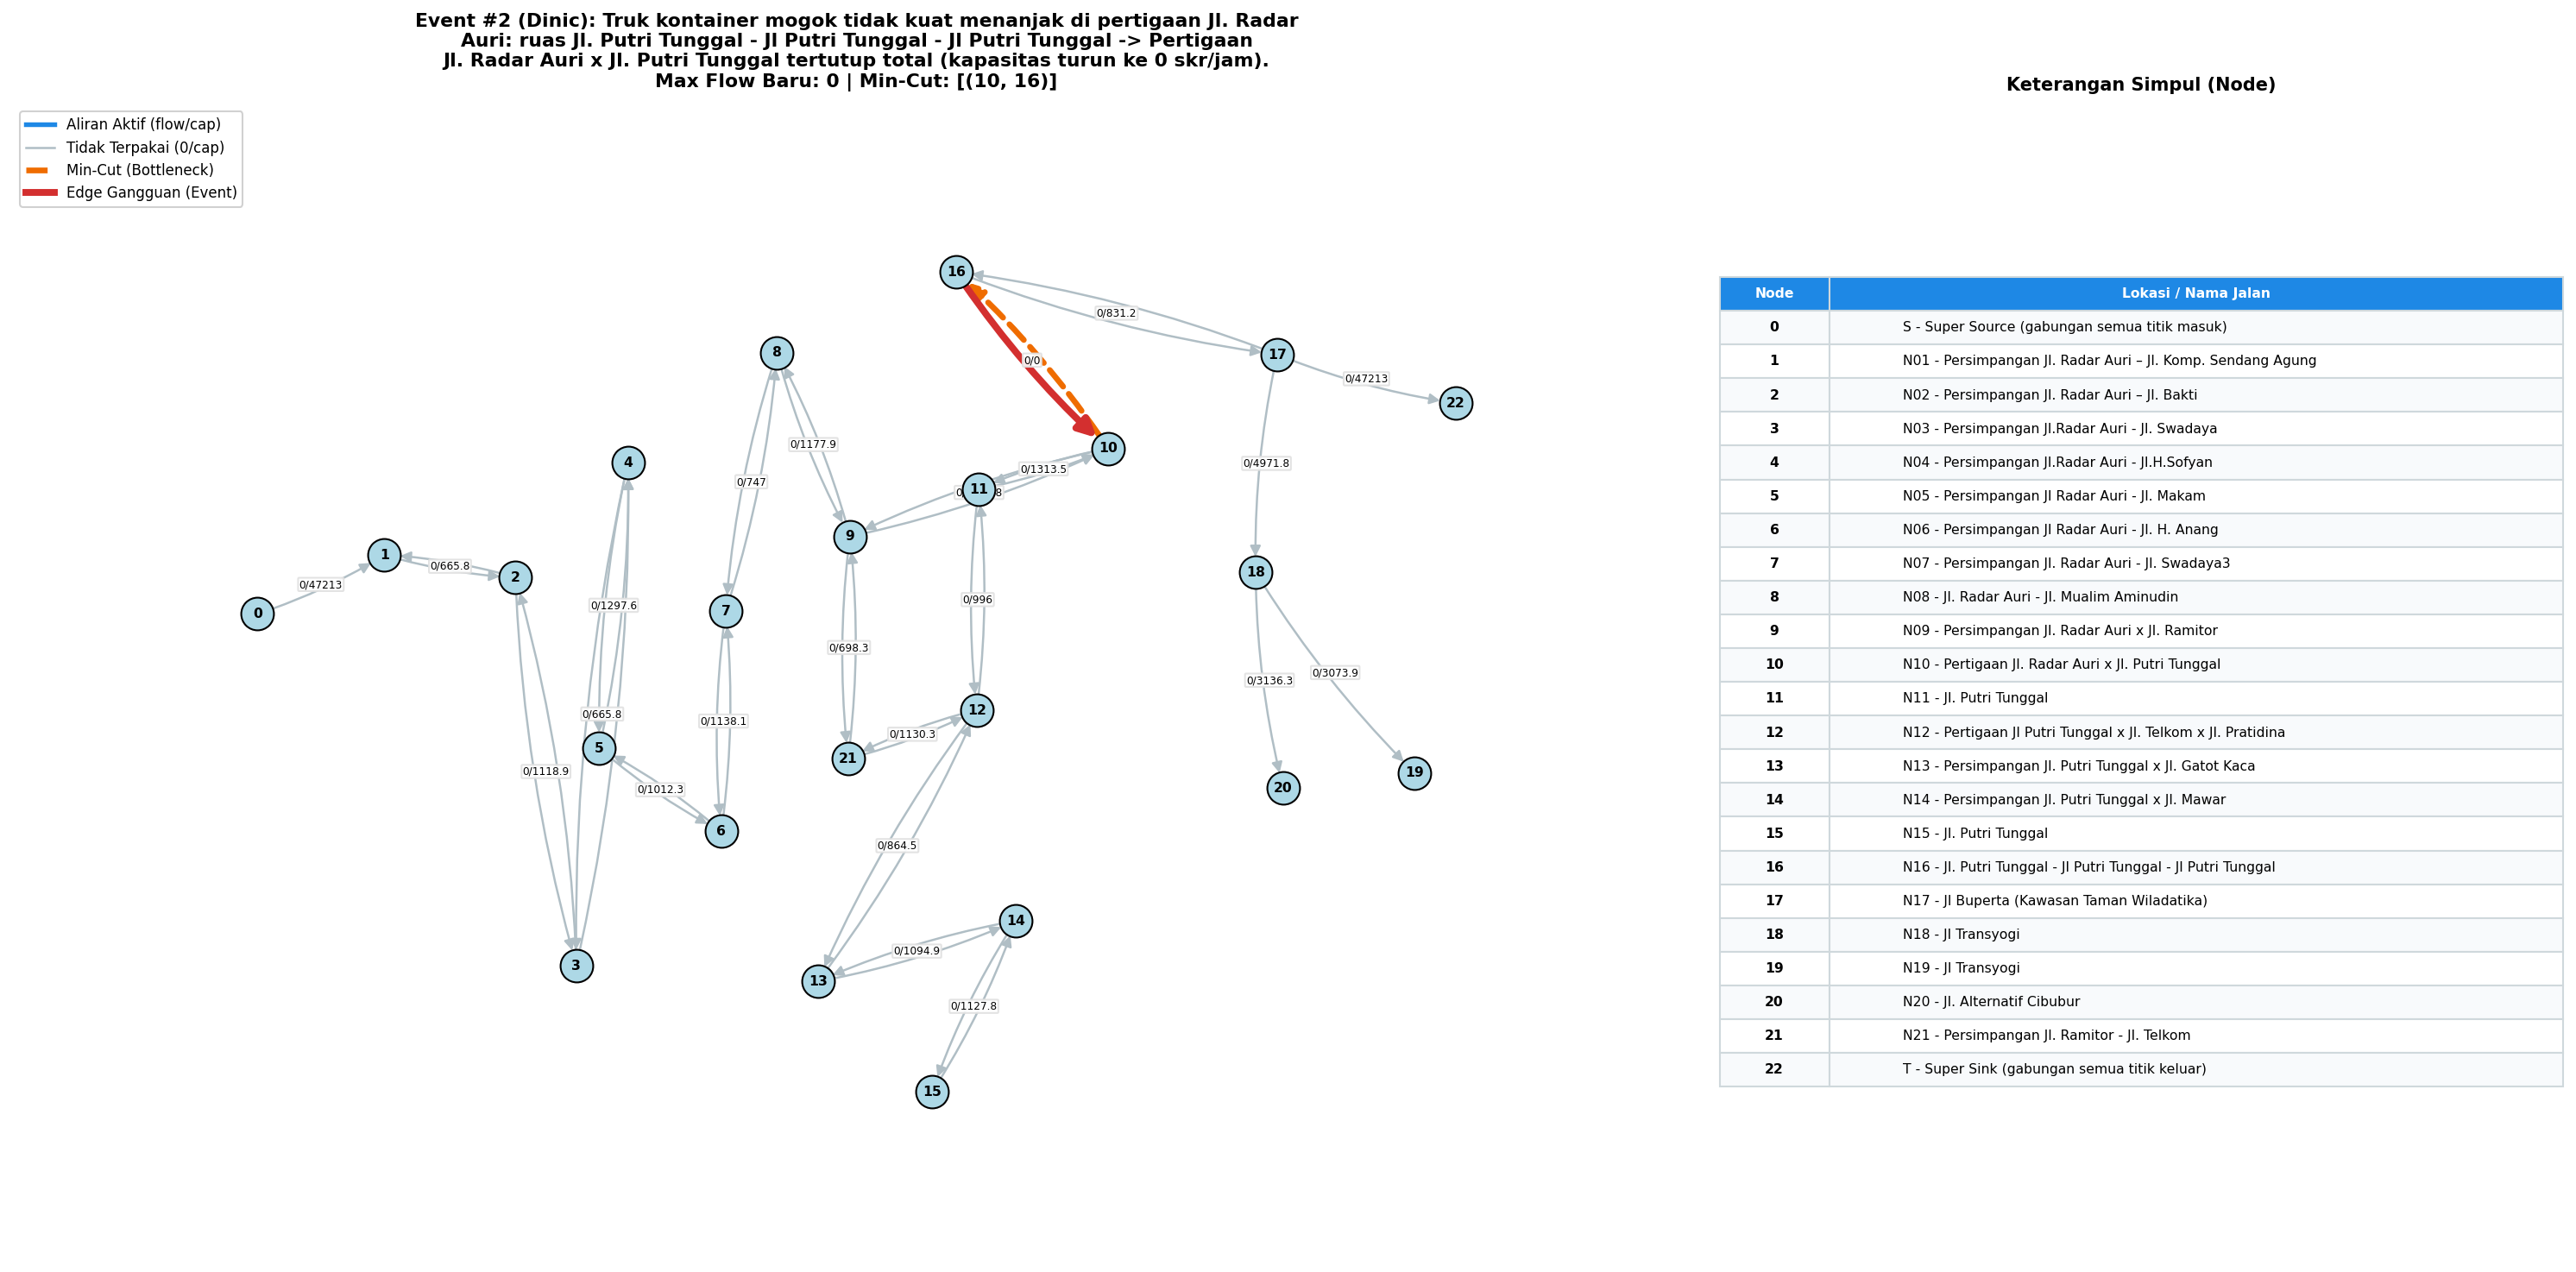 Event #2 (Dinic): Truk kontainer mogok tidak kuat menanjak di pertigaan Jl. Radar
Auri: ruas Jl. Putri Tunggal - Jl Putri Tunggal - Jl Putri Tunggal -> Pertigaan
Jl. Radar Auri x Jl. Putri Tunggal tertutup total (kapasitas turun ke 0 skr/jam).
Max Flow Baru: 0 | Min-Cut: [(10, 16)]
Aliran Aktif (flow/cap)
Tidak Terpakai (0/cap)
Min-Cut (Bottleneck)
Edge Gangguan (Event)
16
0/831.2
17
8
0/0
0/47213
22
0/1177.9
10
4
0/1313.5
0/4971.8
0/747
11
9
1
0/665.8
2
18
0/47213
0
0/1297.6
7
0/996
0/698.3
0/3136.3
0/3073.9
0/665.8
12
0/1138.1
0/1130.3
5
21
0/1118.9
0/1012.3
20
19
6
0/864.5
14
3
0/1094.9
13
0/1127.8
15
Keterangan Simpul (Node)
Node Lokasi / Nama Jalan
0 S - Super Source (gabungan semua titik masuk)
1 N01 - Persimpangan Jl. Radar Auri – Jl. Komp. Sendang Agung
2 N02 - Persimpangan Jl. Radar Auri – Jl. Bakti
3 N03 - Persimpangan Jl.Radar Auri - Jl. Swadaya
4 N04 - Persimpangan Jl.Radar Auri - Jl.H.Sofyan
5 N05 - Persimpangan Jl Radar Auri - Jl. Makam
6 N06 - Persimpangan Jl Radar Auri - Jl. H. Anang
7 N07 - Persimpangan Jl. Radar Auri - Jl. Swadaya3
8 N08 - Jl. Radar Auri - Jl. Mualim Aminudin
9 N09 - Persimpangan Jl. Radar Auri x Jl. Ramitor
10 N10 - Pertigaan Jl. Radar Auri x Jl. Putri Tunggal
11 N11 - Jl. Putri Tunggal
12 N12 - Pertigaan Jl Putri Tunggal x Jl. Telkom x Jl. Pratidina
13 N13 - Persimpangan Jl. Putri Tunggal x Jl. Gatot Kaca
14 N14 - Persimpangan Jl. Putri Tunggal x Jl. Mawar
15 N15 - Jl. Putri Tunggal
16 N16 - Jl. Putri Tunggal - Jl Putri Tunggal - Jl Putri Tunggal
17 N17 - Jl Buperta (Kawasan Taman Wiladatika)
18 N18 - Jl Transyogi
19 N19 - Jl Transyogi
20 N20 - Jl. Alternatif Cibubur
21 N21 - Persimpangan Jl. Ramitor - Jl. Telkom
22 T - Super Sink (gabungan semua titik keluar)